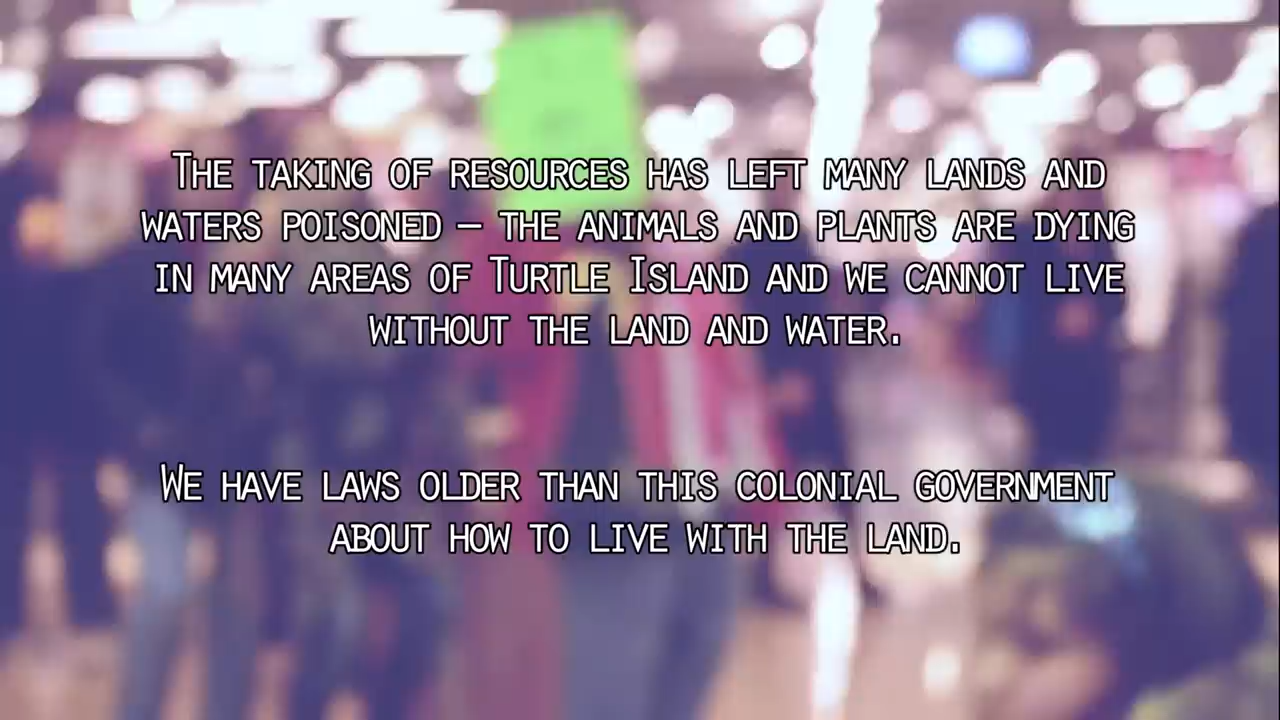 The taking of resources has left many lands and
waters poisoned – the animals and plants are dying
in many areas of Turtle Island and we cannot live
without the land and water.
We have laws older than this colonial government
about how to live with the land.